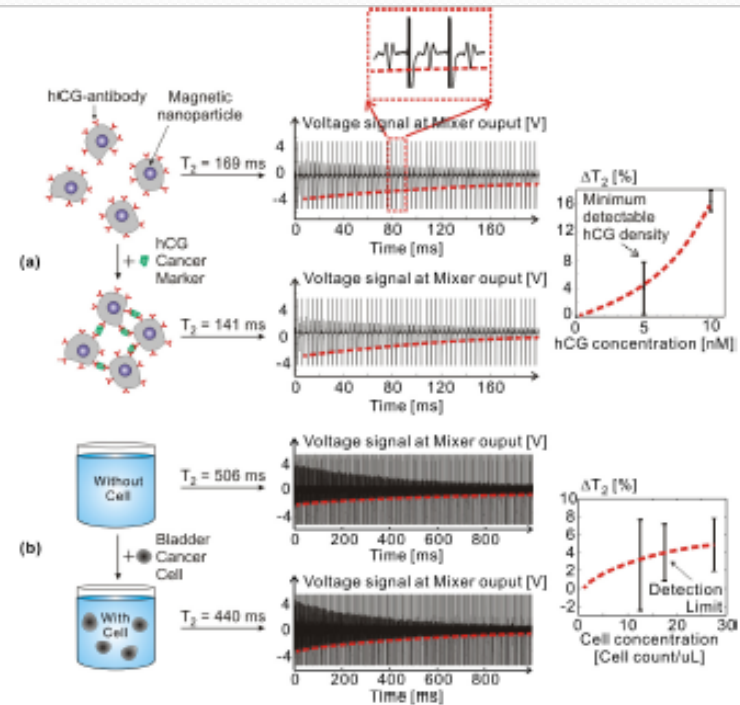 hCG-antibody
Magnetic
nanoparticle
T2 = 169 ms
Voltage signal at Mixer ouput [V]
4
0
-4
0 40 80 120 160
Time [ms]
(a)
+ hCG
Cancer
Marker
T2 = 141 ms
Voltage signal at Mixer ouput [V]
4
0
-4
0 40 80 120 160
Time [ms]
ΔT2 [%]
16
12
8
4
0
Minimum
detectable
hCG density
0 5 10
hCG concentration [nM]
(b)
Without
Cell
T2 = 506 ms
Voltage signal at Mixer ouput [V]
4
0
-4
0 200 400 600 800
Time [ms]
+ Bladder
Cancer
Cell
With
Cell
T2 = 440 ms
Voltage signal at Mixer ouput [V]
4
0
-4
0 200 400 600 800
Time [ms]
ΔT2 [%]
10
8
6
4
2
0
-2
Detection
Limit
0 10 20 30
Cell concentration
[Cell count/uL]